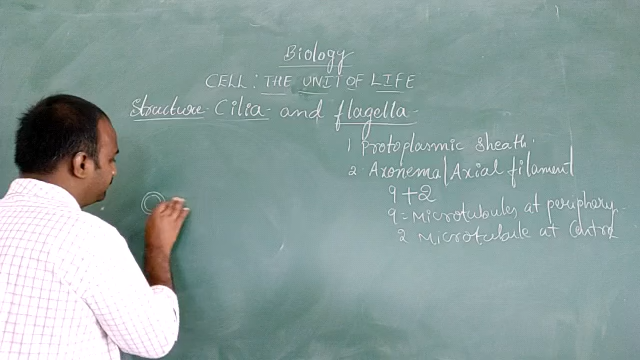 Biology
CELL: THE UNIT OF LIFE
Structure Cilia and flagella
1 Protoplasmic sheath.
2 Axonema/Axial filament
9+2
9 = Microtubules at periphery
2 Microtubule at